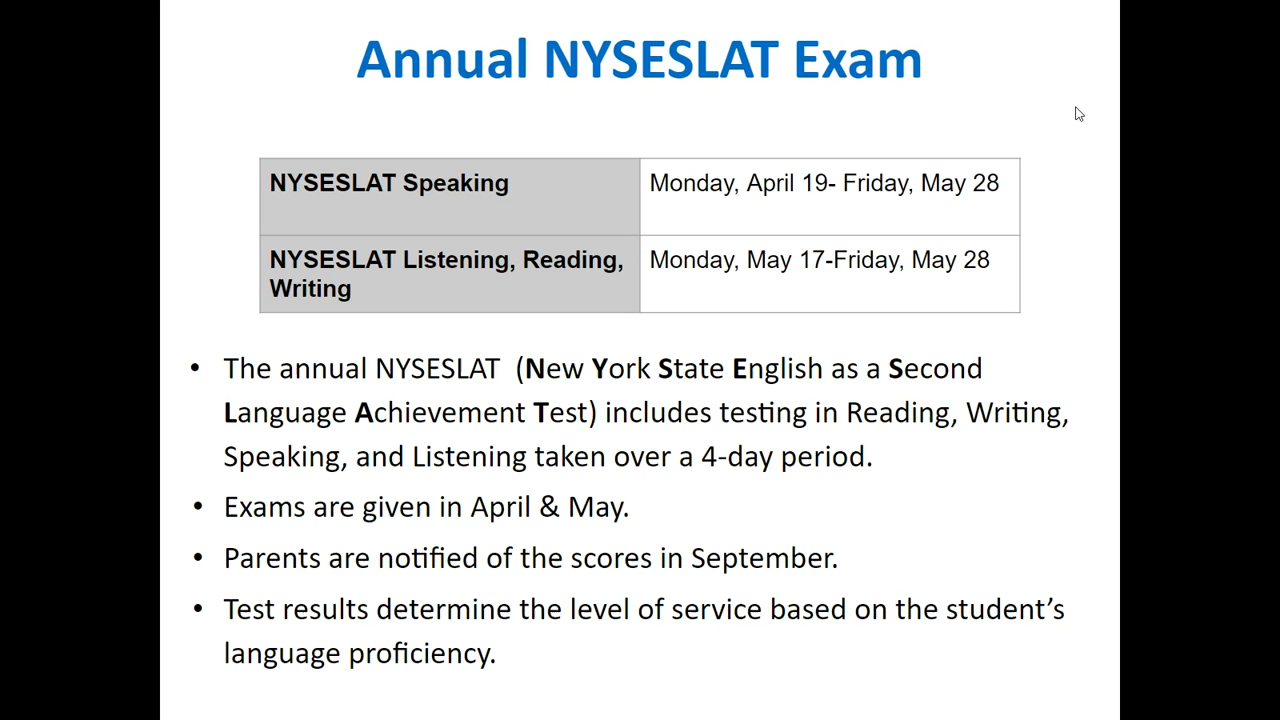 Annual NYSESLAT Exam
NYSESLAT Speaking
Monday, April 19- Friday, May 28
NYSESLAT Listening, Reading,
Writing
Monday, May 17-Friday, May 28
• The annual NYSESLAT  (New York State English as a Second
Language Achievement Test) includes testing in Reading, Writing,
Speaking, and Listening taken over a 4-day period.
• Exams are given in April & May.
• Parents are notified of the scores in September.
• Test results determine the level of service based on the student’s
language proficiency.